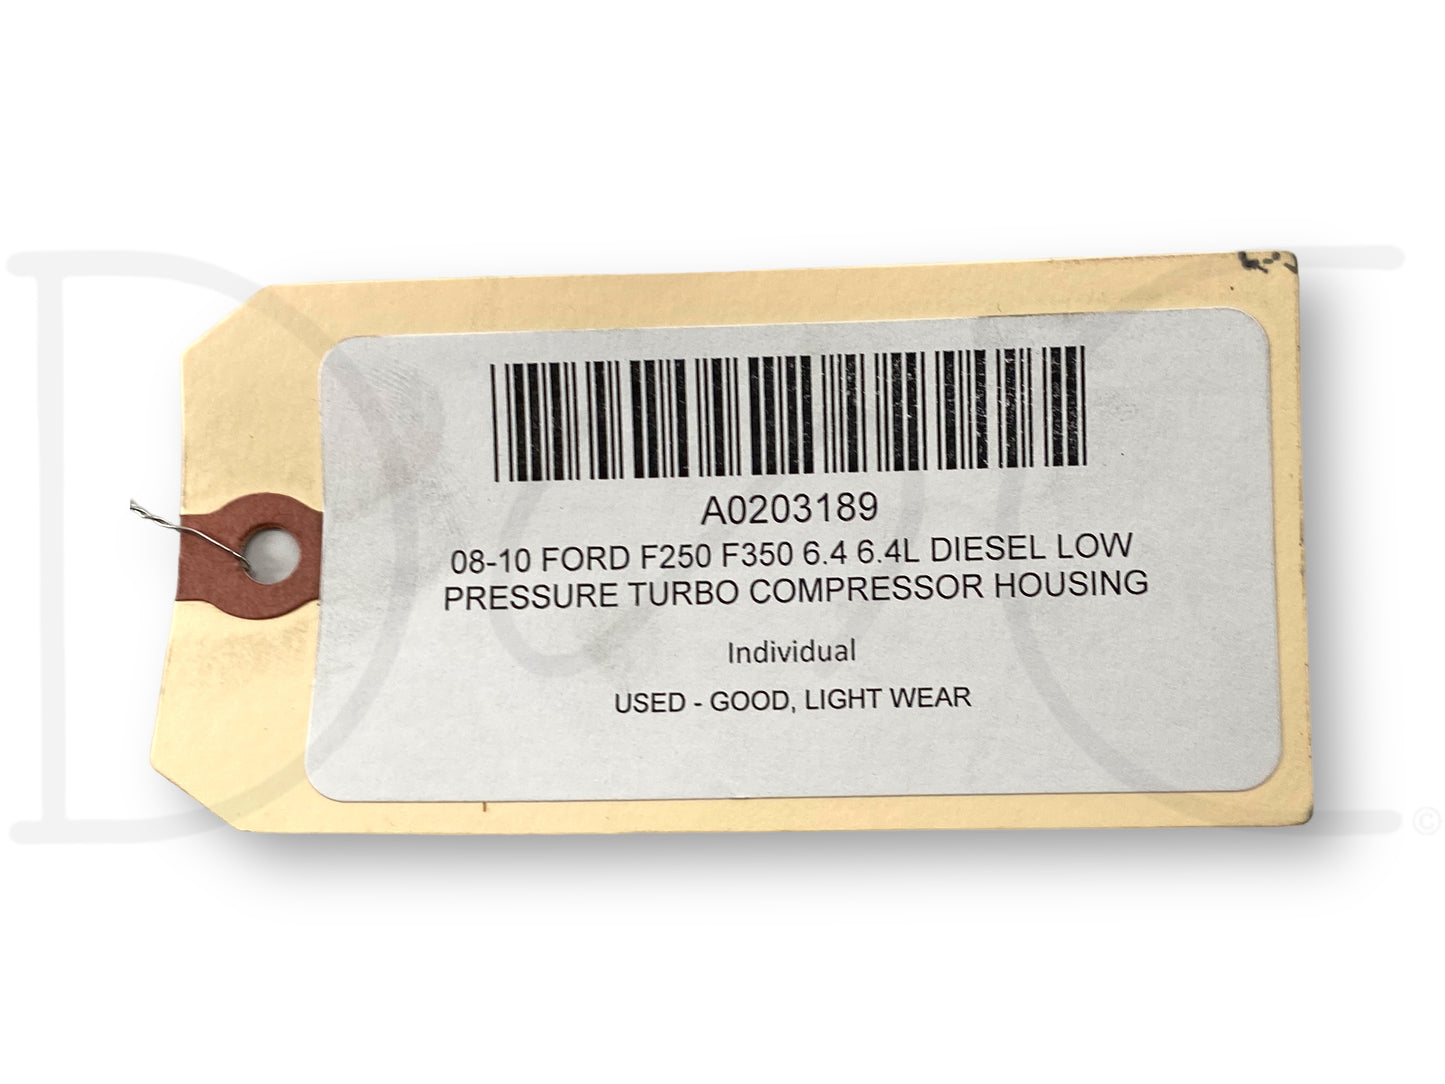 A0203189
08-10 FORD F250 F350 6.4 6.4L DIESEL LOW
PRESSURE TURBO COMPRESSOR HOUSING
Individual
USED - GOOD, LIGHT WEAR
©